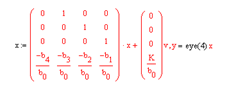 x := ( 0 1 0 0 ; 0 0 1 0 ; 0 0 0 1 ; -b₄/b₀ -b₃/b₀ -b₂/b₀ -b₁/b₀ ) · x + ( 0 ; 0 ; 0 ; K/b₀ ) v , y = eye(4) x